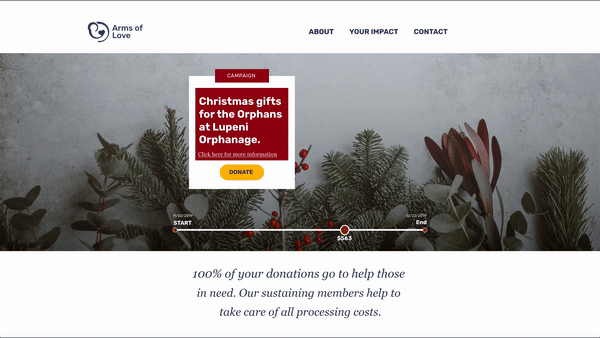 Arms of
Love
ABOUT YOUR IMPACT CONTACT
CAMPAIGN
Christmas gifts
for the Orphans
at Lupeni
Orphanage.
Click here for more information
DONATE
START
End
$563
100% of your donations go to help those
in need. Our sustaining members help to
take care of all processing costs.